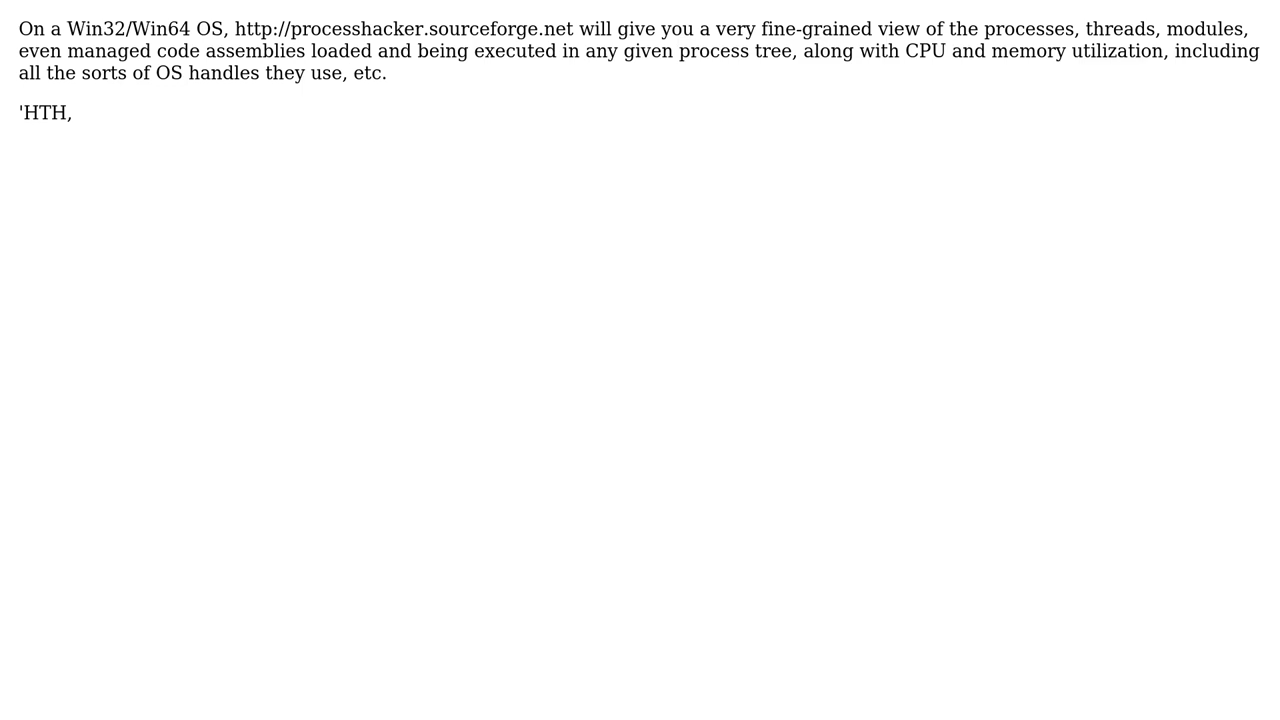 On a Win32/Win64 OS, http://processhacker.sourceforge.net will give you a very fine-grained view of the processes, threads, modules,
even managed code assemblies loaded and being executed in any given process tree, along with CPU and memory utilization, including
all the sorts of OS handles they use, etc.
'HTH,